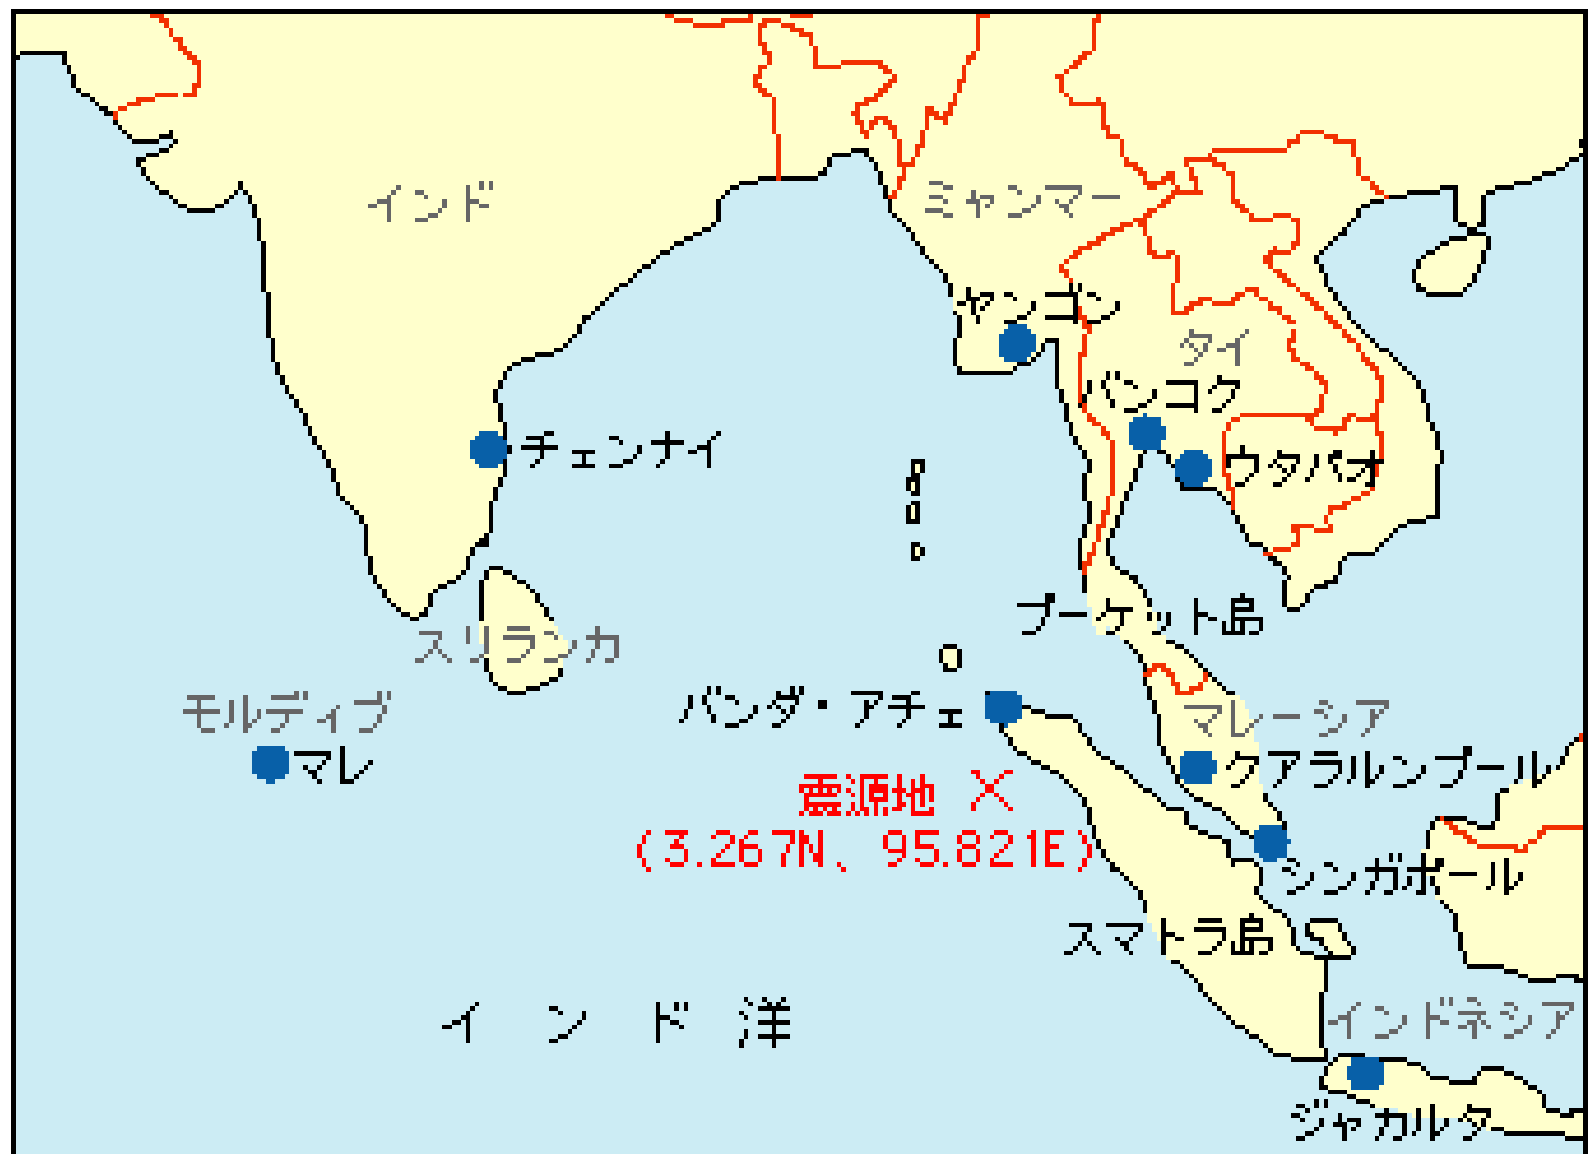 インド
ミャンマー
ヤンゴン
タイ
バンコク
チェンナイ
ウタパオ
プーケット島
スリランカ
モルディブ
バンダ・アチェ
マレーシア
マレ
クアラルンプール
震源地 ×
(3.267N、95.821E)
シンガポール
スマトラ島
インド洋
インドネシア
ジャカルタ